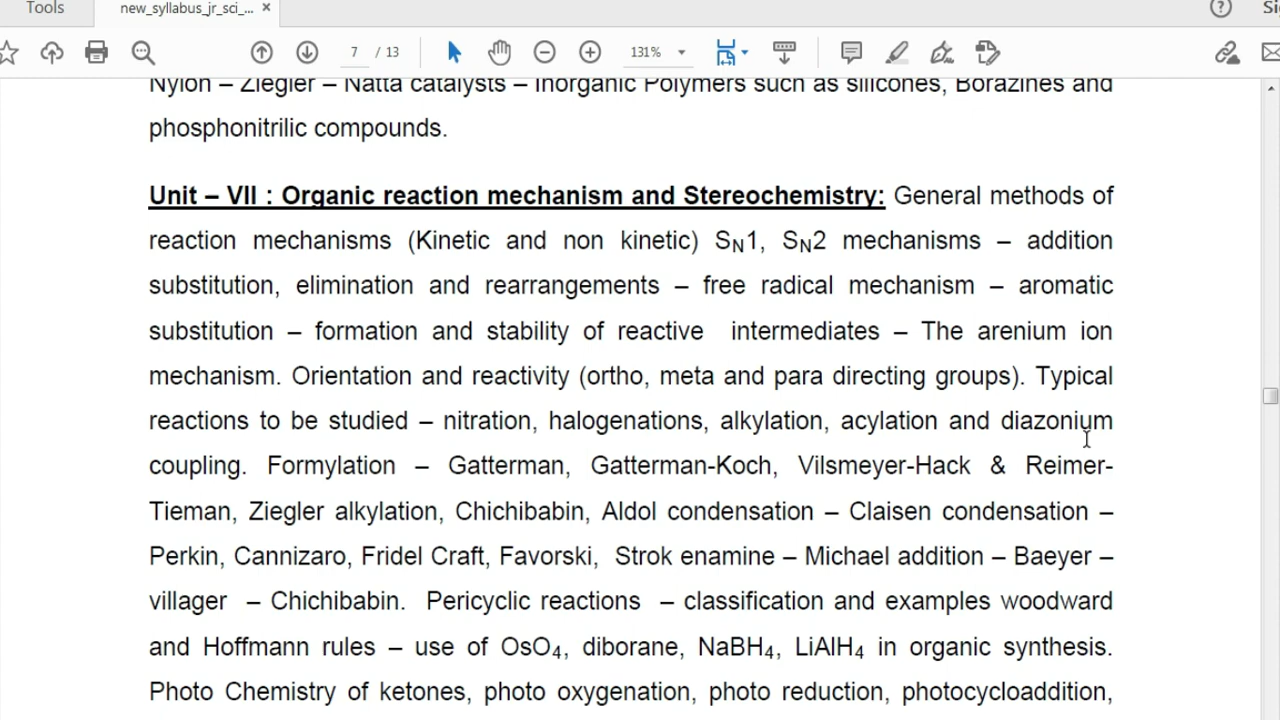 Tools new_syllabus_jr_sci_... × ?
7 / 13 131%
Nylon – Ziegler – Natta catalysts – Inorganic Polymers such as silicones, Borazines and
phosphonitrilic compounds.
Unit – VII : Organic reaction mechanism and Stereochemistry: General methods of
reaction mechanisms (Kinetic and non kinetic) SN1, SN2 mechanisms – addition
substitution, elimination and rearrangements – free radical mechanism – aromatic
substitution – formation and stability of reactive intermediates – The arenium ion
mechanism. Orientation and reactivity (ortho, meta and para directing groups). Typical
reactions to be studied – nitration, halogenations, alkylation, acylation and diazonium
coupling. Formylation – Gatterman, Gatterman-Koch, Vilsmeyer-Hack & Reimer-
Tieman, Ziegler alkylation, Chichibabin, Aldol condensation – Claisen condensation –
Perkin, Cannizaro, Fridel Craft, Favorski, Strok enamine – Michael addition – Baeyer –
villager – Chichibabin. Pericyclic reactions – classification and examples woodward
and Hoffmann rules – use of OsO4, diborane, NaBH4, LiAlH4 in organic synthesis.
Photo Chemistry of ketones, photo oxygenation, photo reduction, photocycloaddition,